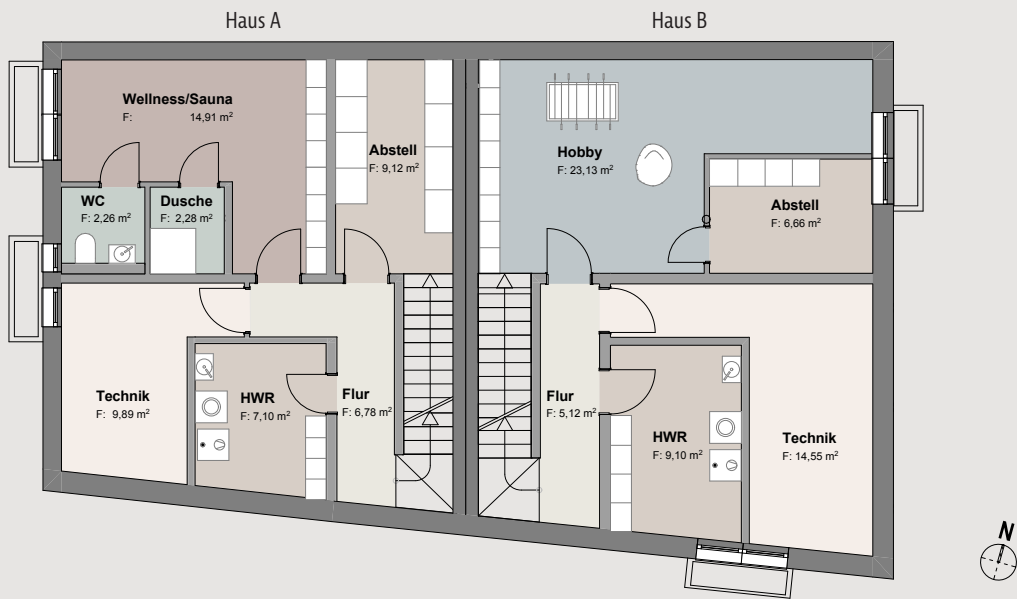 Haus A
Haus B
Wellness/Sauna
F: 14,91 m²
Abstell
F: 9,12 m²
Hobby
F: 23,13 m²
WC
F: 2,26 m²
Dusche
F: 2,28 m²
Abstell
F: 6,66 m²
Technik
F: 9,89 m²
HWR
F: 7,10 m²
Flur
F: 6,78 m²
Flur
F: 5,12 m²
HWR
F: 9,10 m²
Technik
F: 14,55 m²
N